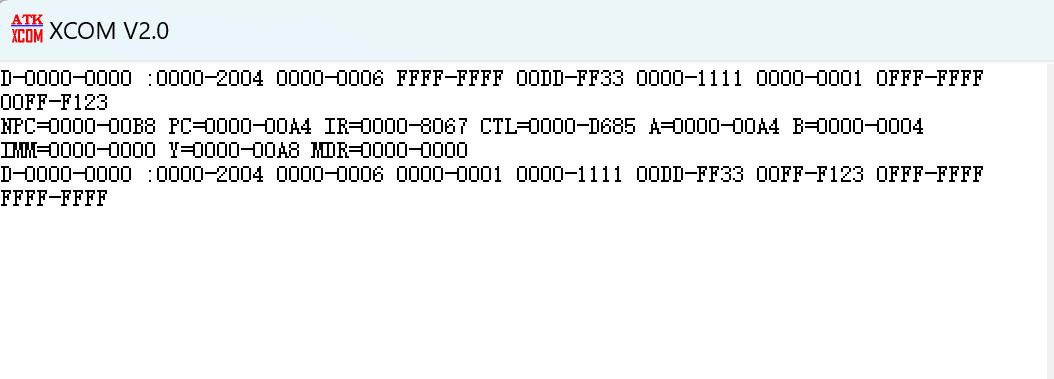 ATK
XCOM
XCOM V2.0
D-0000-0000 :0000-2004 0000-0006 FFFF-FFFF 00DD-FF33 0000-1111 0000-0001 0FFF-FFFF
00FF-F123
NPC=0000-00B8 PC=0000-00A4 IR=0000-8067 CTL=0000-D685 A=0000-00A4 B=0000-0004
IMM=0000-0000 Y=0000-00A8 MDR=0000-0000
D-0000-0000 :0000-2004 0000-0006 0000-0001 0000-1111 00DD-FF33 00FF-F123 0FFF-FFFF
FFFF-FFFF